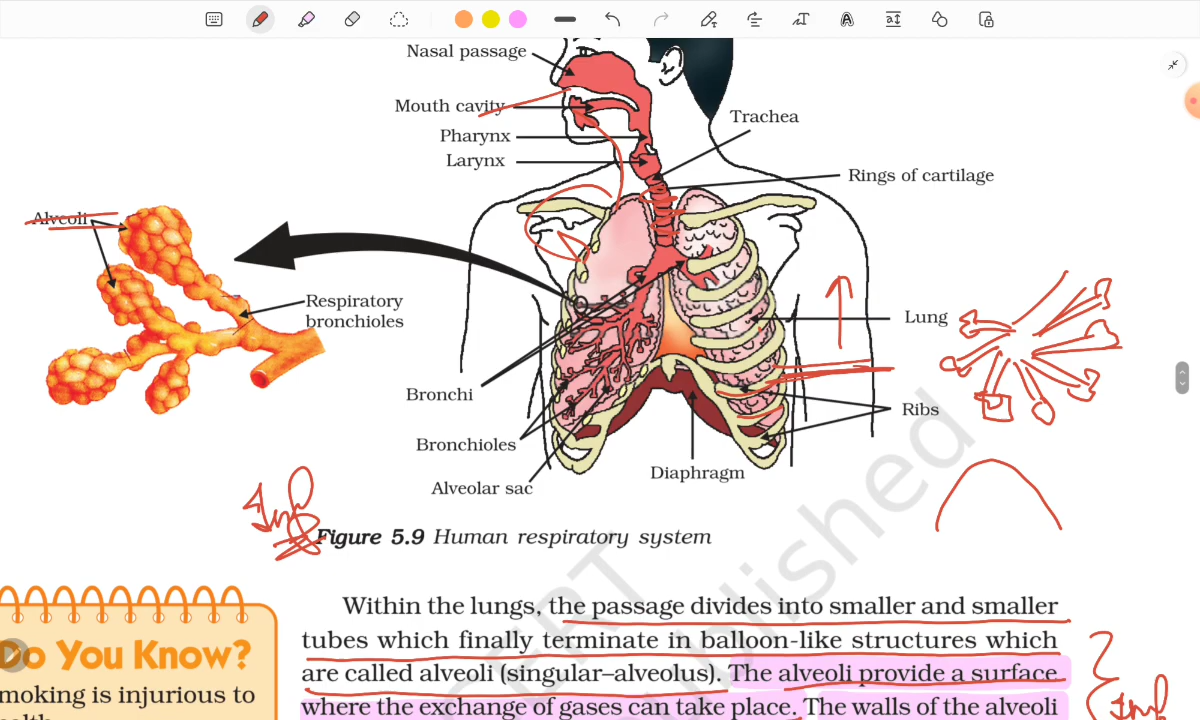 Nasal passage
Mouth cavity
Pharynx
Larynx
Trachea
Rings of cartilage
Alveoli
Respiratory
bronchioles
Lung
Bronchi
Ribs
Bronchioles
Diaphragm
Alveolar sac
Imp
Figure 5.9 Human respiratory system
Within the lungs, the passage divides into smaller and smaller
tubes which finally terminate in balloon-like structures which
are called alveoli (singular–alveolus). The alveoli provide a surface
where the exchange of gases can take place. The walls of the alveoli
Imp
Do You Know?
moking is injurious to